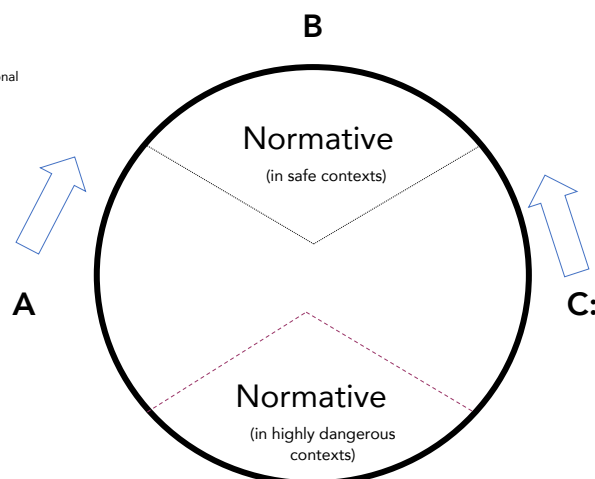 B
Normative
(in safe contexts)
A
C:
Normative
(in highly dangerous
contexts)